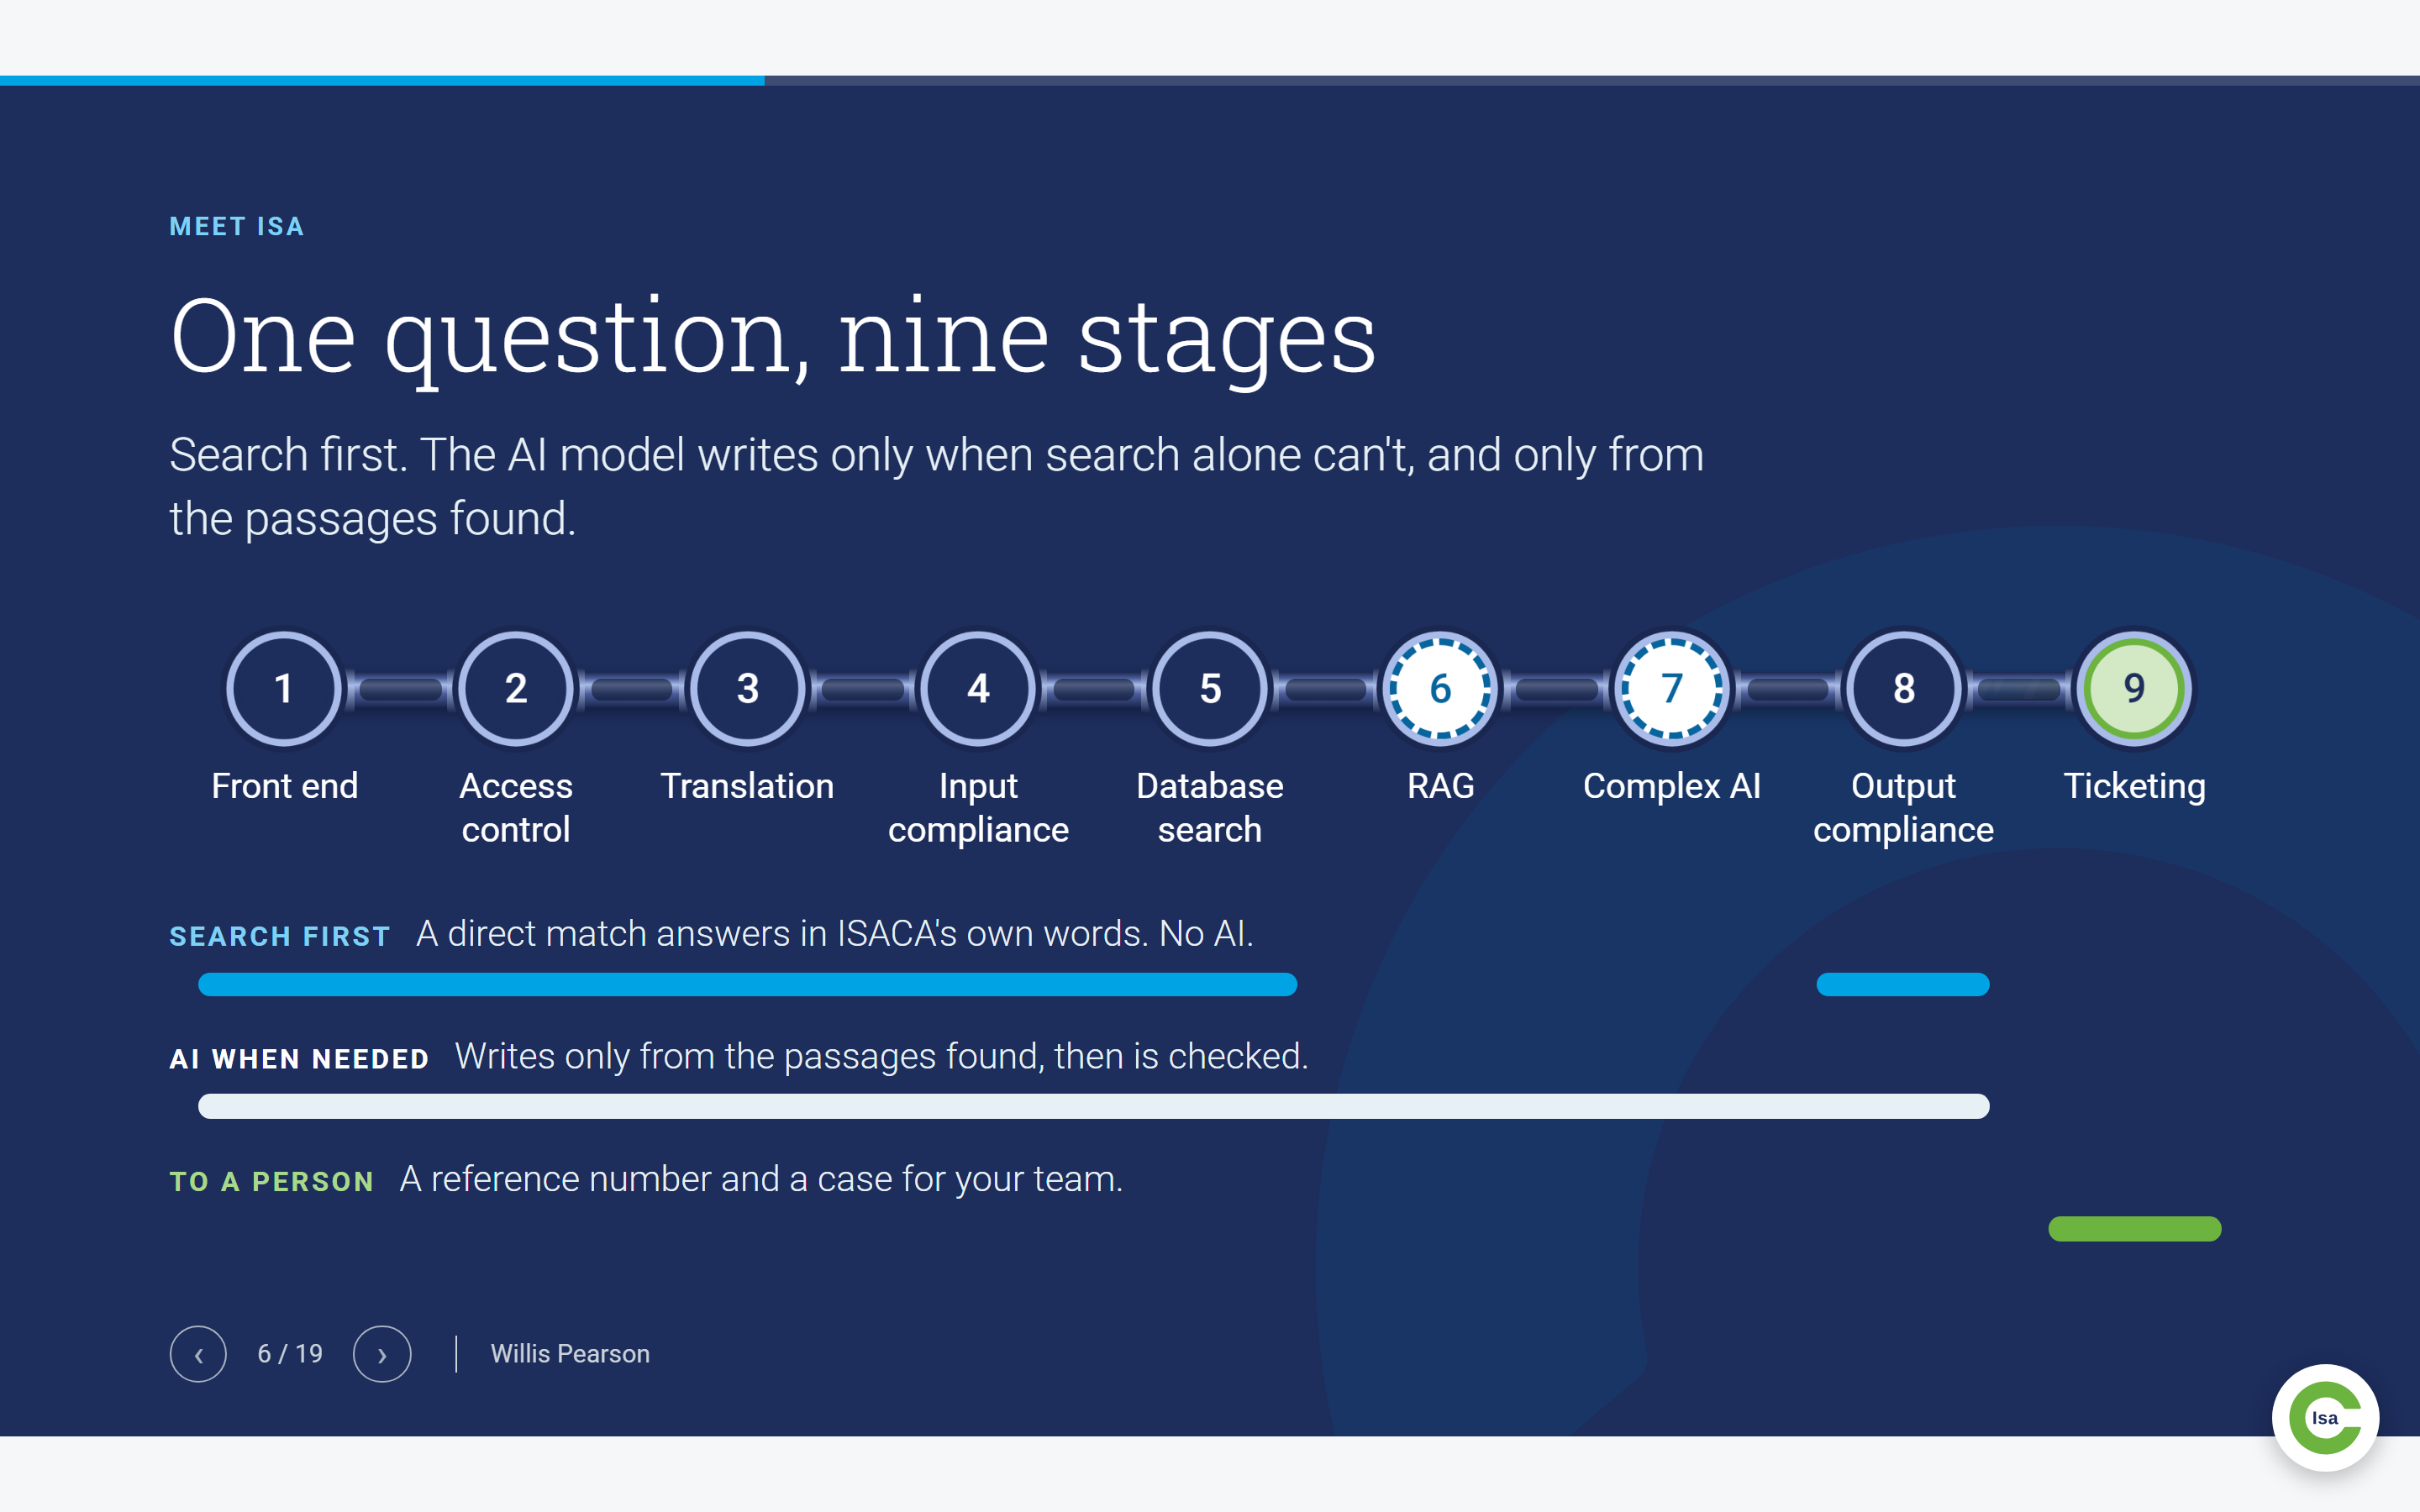 MEET ISA
One question, nine stages
Search first. The AI model writes only when search alone can't, and only from
the passages found.
1 2 3 4 5 6 7 8 9
Front end Access Translation Input Database RAG Complex AI Output Ticketing
control compliance search compliance
SEARCH FIRST A direct match answers in ISACA's own words. No AI.
AI WHEN NEEDED Writes only from the passages found, then is checked.
TO A PERSON A reference number and a case for your team.
‹ 6 / 19 › Willis Pearson
Isa